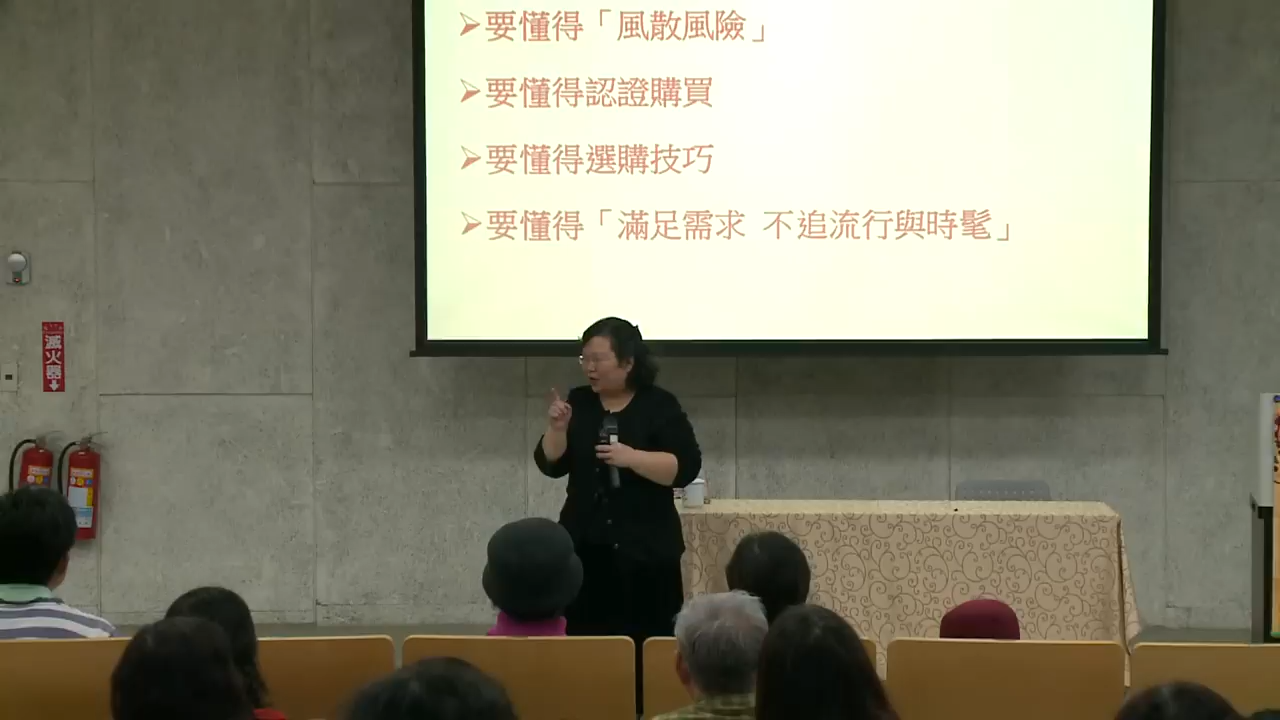 ➢要懂得「風散風險」
➢要懂得認證購買
➢要懂得選購技巧
➢要懂得「滿足需求 不追流行與時髦」
滅火器